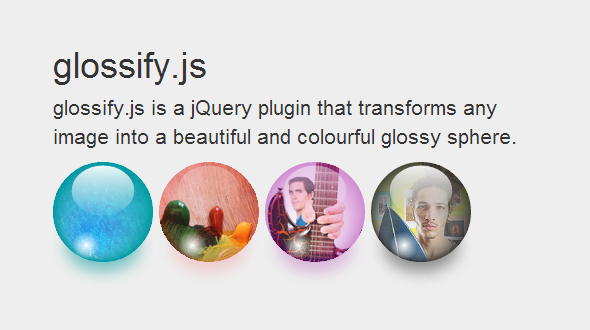 glossify.js
glossify.js is a jQuery plugin that transforms any
image into a beautiful and colourful glossy sphere.